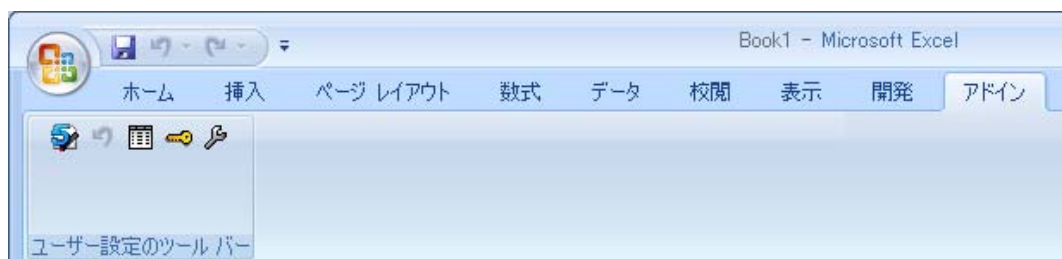 Book1 - Microsoft Excel
ホーム 挿入 ページ レイアウト 数式 データ 校閲 表示 開発 アドイン
ユーザー設定のツール バー